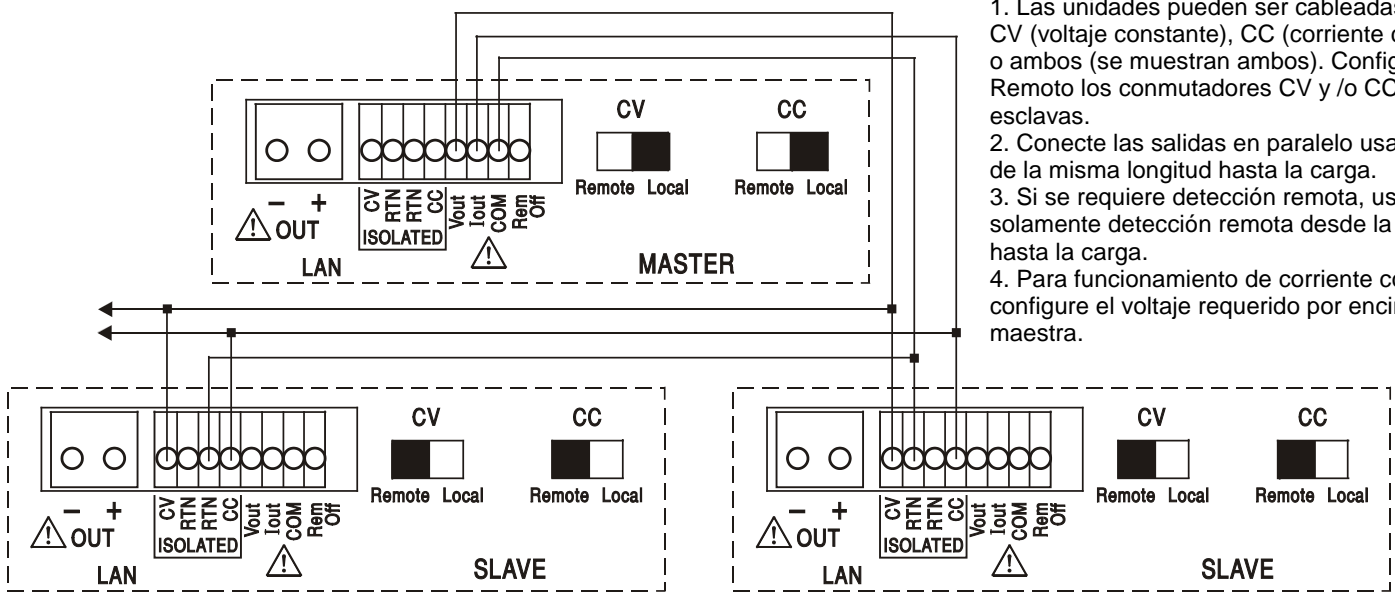 1. Las unidades pueden ser cableadas
CV (voltaje constante), CC (corriente
o ambos (se muestran ambos).
Remoto los conmutadores CV y /o CC
esclavas.
2. Conecte las salidas en paralelo
de la misma longitud hasta la carga.
3. Si se requiere detección remota,
solamente detección remota desde la
hasta la carga.
4. Para funcionamiento de corriente
configure el voltaje requerido por
maestra.
CV CC
Remote Local Remote Local
- +
OUT
CV RTN RTN CC Vout Iout COM Rem Off
ISOLATED
LAN MASTER
CV CC
Remote Local Remote Local
- +
OUT
CV RTN RTN CC Vout Iout COM Rem Off
ISOLATED
LAN SLAVE
CV CC
Remote Local Remote Local
- +
OUT
CV RTN RTN CC Vout Iout COM Rem Off
ISOLATED
LAN SLAVE